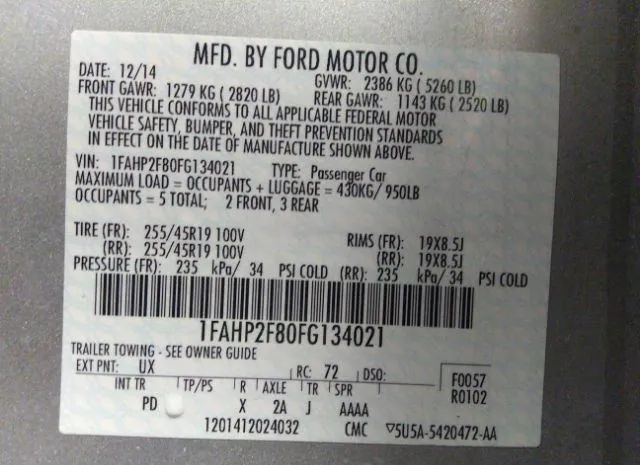 MFD. BY FORD MOTOR CO.
DATE: 12/14 GVWR: 2386 KG ( 5260 LB)
FRONT GAWR: 1279 KG ( 2820 LB) REAR GAWR: 1143 KG ( 2520 LB)
THIS VEHICLE CONFORMS TO ALL APPLICABLE FEDERAL MOTOR
VEHICLE SAFETY, BUMPER, AND THEFT PREVENTION STANDARDS
IN EFFECT ON THE DATE OF MANUFACTURE SHOWN ABOVE.
VIN: 1FAHP2F80FG134021 TYPE: Passenger Car
MAXIMUM LOAD = OCCUPANTS + LUGGAGE = 430KG/ 950LB
OCCUPANTS = 5 TOTAL; 2 FRONT, 3 REAR
TIRE (FR): 255/45R19 100V RIMS (FR): 19X8.5J
(RR): 255/45R19 100V (RR): 19X8.5J
PRESSURE (FR): 235 kPa/ 34 PSI COLD (RR): 235 kPa/ 34 PSI COLD
1FAHP2F80FG134021
TRAILER TOWING - SEE OWNER GUIDE
EXT PNT: UX RC: 72 DSO: F0057
INT TR TP/PS R AXLE TR SPR R0102
PD X 2A J AAAA
1201412024032 CMC ▽5U5A-5420472-AA